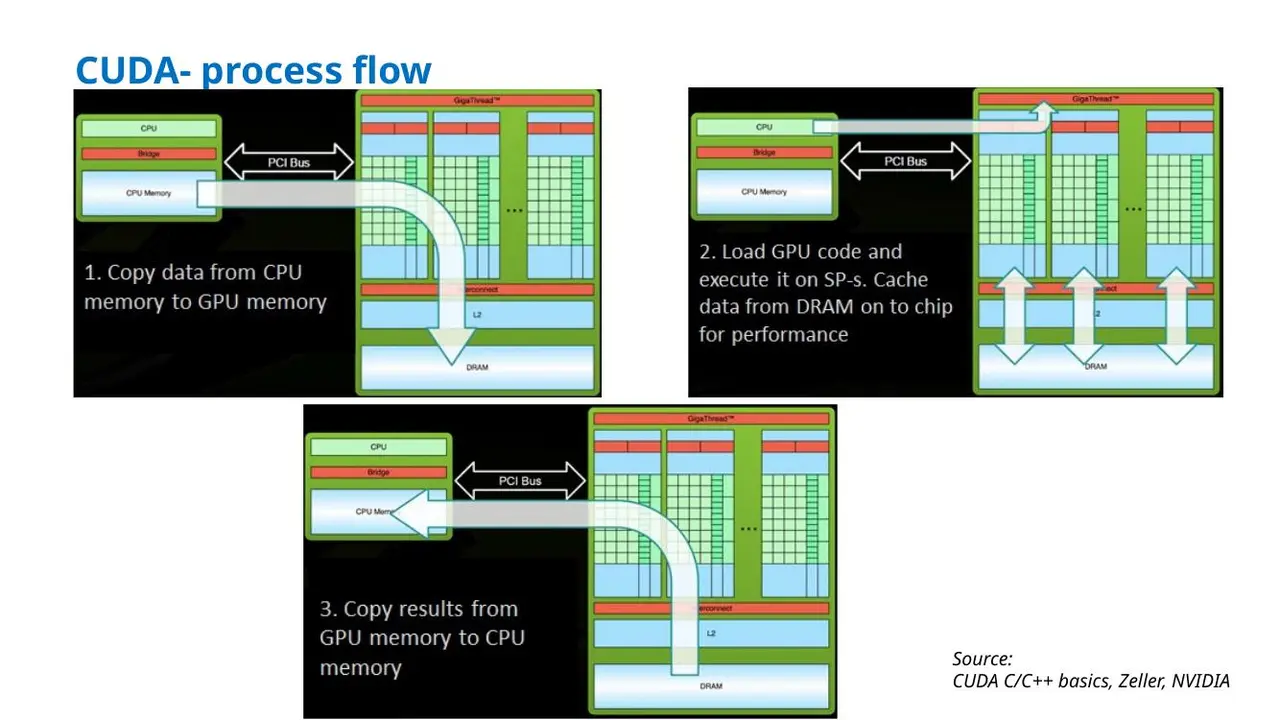 CUDA- process flow
GigaThread™
CPU
Bridge
PCI Bus
CPU Memory
...
1. Copy data from CPU
memory to GPU memory
L2
DRAM
GigaThread™
CPU
Bridge
PCI Bus
CPU Memory
...
2. Load GPU code and
execute it on SP-s. Cache
data from DRAM on to chip
for performance
DRAM
GigaThread™
CPU
Bridge
PCI Bus
CPU
...
3. Copy results from
GPU memory to CPU
memory
L2
DRAM
Source:
CUDA C/C++ basics, Zeller, NVIDIA